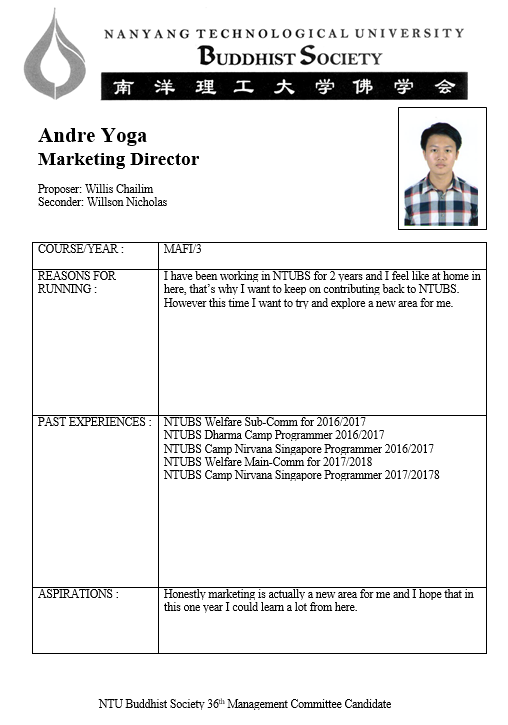 NANYANG TECHNOLOGICAL UNIVERSITY
BUDDHIST SOCIETY
南洋理工大学佛学会
Andre Yoga
Marketing Director
Proposer: Willis Chailim
Seconder: Willson Nicholas
COURSE/YEAR : MAFI/3
REASONS FOR RUNNING :
I have been working in NTUBS for 2 years and I feel like at home in
here, that’s why I want to keep on contributing back to NTUBS.
However this time I want to try and explore a new area for me.
PAST EXPERIENCES :
NTUBS Welfare Sub-Comm for 2016/2017
NTUBS Dharma Camp Programmer 2016/2017
NTUBS Camp Nirvana Singapore Programmer 2016/2017
NTUBS Welfare Main-Comm for 2017/2018
NTUBS Camp Nirvana Singapore Programmer 2017/20178
ASPIRATIONS :
Honestly marketing is actually a new area for me and I hope that in
this one year I could learn a lot from here.
NTU Buddhist Society 36th Management Committee Candidate